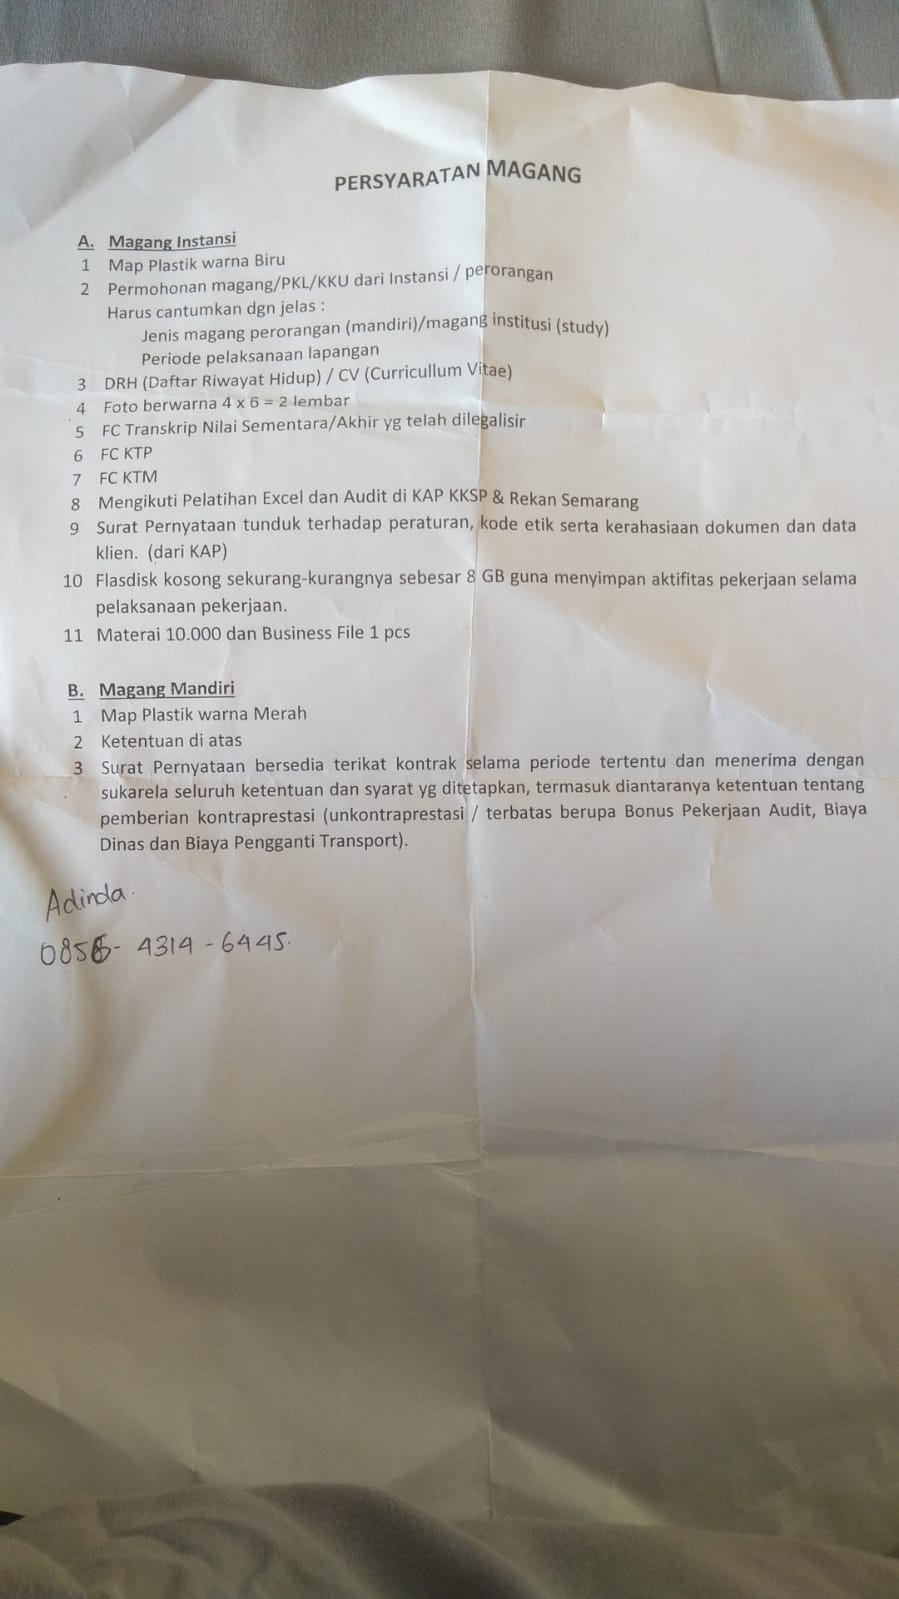 PERSYARATAN MAGANG
A. Magang Instansi
1 Map Plastik warna Biru
2 Permohonan magang/PKL/KKU dari Instansi / perorangan
Harus cantumkan dgn jelas :
Jenis magang perorangan (mandiri)/magang institusi (study)
Periode pelaksanaan lapangan
3 DRH (Daftar Riwayat Hidup) / CV (Curricullum Vitae)
4 Foto berwarna 4 x 6 = 2 lembar
5 FC Transkrip Nilai Sementara/Akhir yg telah dilegalisir
6 FC KTP
7 FC KTM
8 Mengikuti Pelatihan Excel dan Audit di KAP KKSP & Rekan Semarang
9 Surat Pernyataan tunduk terhadap peraturan, kode etik serta kerahasiaan dokumen dan data
klien. (dari KAP)
10 Flasdisk kosong sekurang-kurangnya sebesar 8 GB guna menyimpan aktifitas pekerjaan selama
pelaksanaan pekerjaan.
11 Materai 10.000 dan Business File 1 pcs
B. Magang Mandiri
1 Map Plastik warna Merah
2 Ketentuan di atas
3 Surat Pernyataan bersedia terikat kontrak selama periode tertentu dan menerima dengan
sukarela seluruh ketentuan dan syarat yg ditetapkan, termasuk diantaranya ketentuan tentang
pemberian kontraprestasi (unkontraprestasi / terbatas berupa Bonus Pekerjaan Audit, Biaya
Dinas dan Biaya Pengganti Transport).
Adinda.
0856- 4314 - 6445.